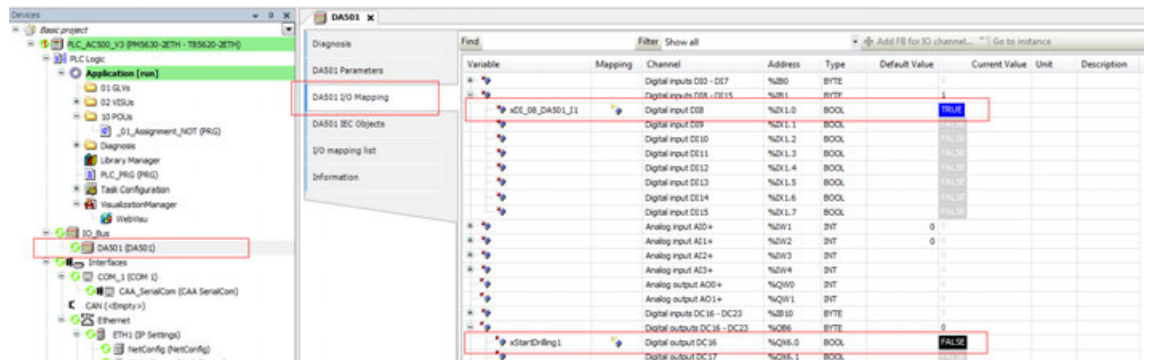 Devices
Basic project
PLC_AC500_V3 (PM5630-2ETH - TB5620-2ETH)
PLC Logic
Application [run]
01 GLVs
02 VISUs
10 POUs
_01_Assignment_NOT (PRG)
Diagnosis
Library Manager
PLC_PRG (PRG)
Task Configuration
VisualizationManager
WebVisu
IO_Bus
DA501 (DA501)
Interfaces
COM_1 (COM 1)
CAA_SerialCom (CAA SerialCom)
CAN (<Empty>)
Ethernet
ETH1 (IP Settings)
NetConfig (NetConfig)
DA501
Diagnosis
DA501 Parameters
DA501 I/O Mapping
DA501 IEC Objects
I/O mapping list
Information
Find Filter Show all Add FB for IO channel... Go to instance
Variable Mapping Channel Address Type Default Value Current Value Unit Description
Digital inputs DI0 - DI7 %IB0 BYTE
Digital inputs DI8 - DI15 %IB1 BYTE 1
xDI_08_DA501_I1 Digital input DI8 %IX1.0 BOOL TRUE
Digital input DI9 %IX1.1 BOOL FALSE
Digital input DI10 %IX1.2 BOOL FALSE
Digital input DI11 %IX1.3 BOOL FALSE
Digital input DI12 %IX1.4 BOOL FALSE
Digital input DI13 %IX1.5 BOOL FALSE
Digital input DI14 %IX1.6 BOOL FALSE
Digital input DI15 %IX1.7 BOOL FALSE
Analog input AI0+ %IW1 INT 0
Analog input AI1+ %IW2 INT 0
Analog input AI2+ %IW3 INT
Analog input AI3+ %IW4 INT
Analog output AO0+ %QW0 INT
Analog output AO1+ %QW1 INT
Digital inputs DC16 - DC23 %IB10 BYTE
Digital outputs DC16 - DC23 %QB6 BYTE 0
xStartDrilling1 Digital output DC16 %QX6.0 BOOL FALSE
Digital output DC17 %QX6.1 BOOL